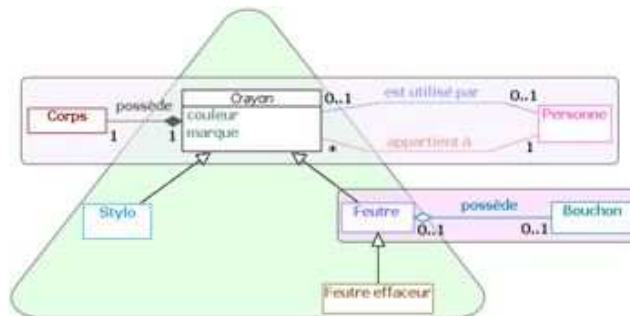 Crayon
couleur
marque
Corps
possède
1
1
0..1
est utilisé par
0..1
Personne
*
appartient à
1
Stylo
Feutre
possède
Bouchon
0..1
0..1
Feutre effaceur